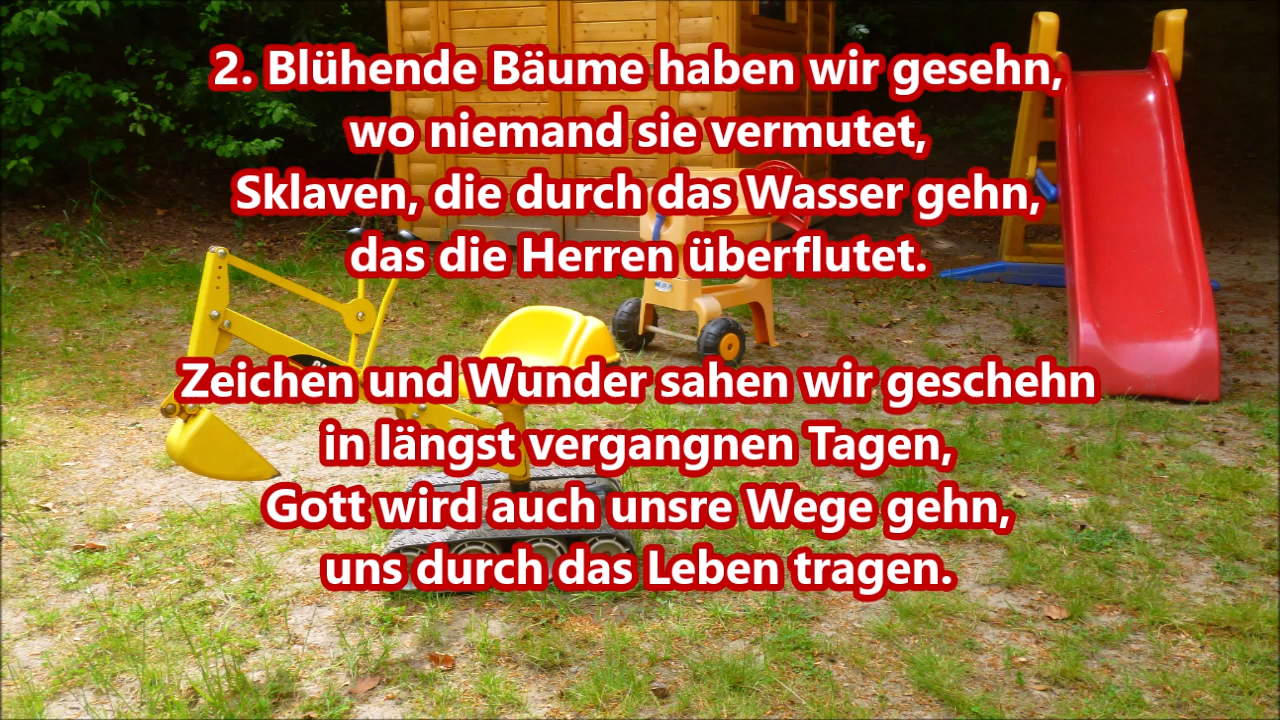 2. Blühende Bäume haben wir gesehn,
wo niemand sie vermutet,
Sklaven, die durch das Wasser gehn,
das die Herren überflutet.
Zeichen und Wunder sahen wir geschehn
in längst vergangnen Tagen,
Gott wird auch unsre Wege gehn,
uns durch das Leben tragen.